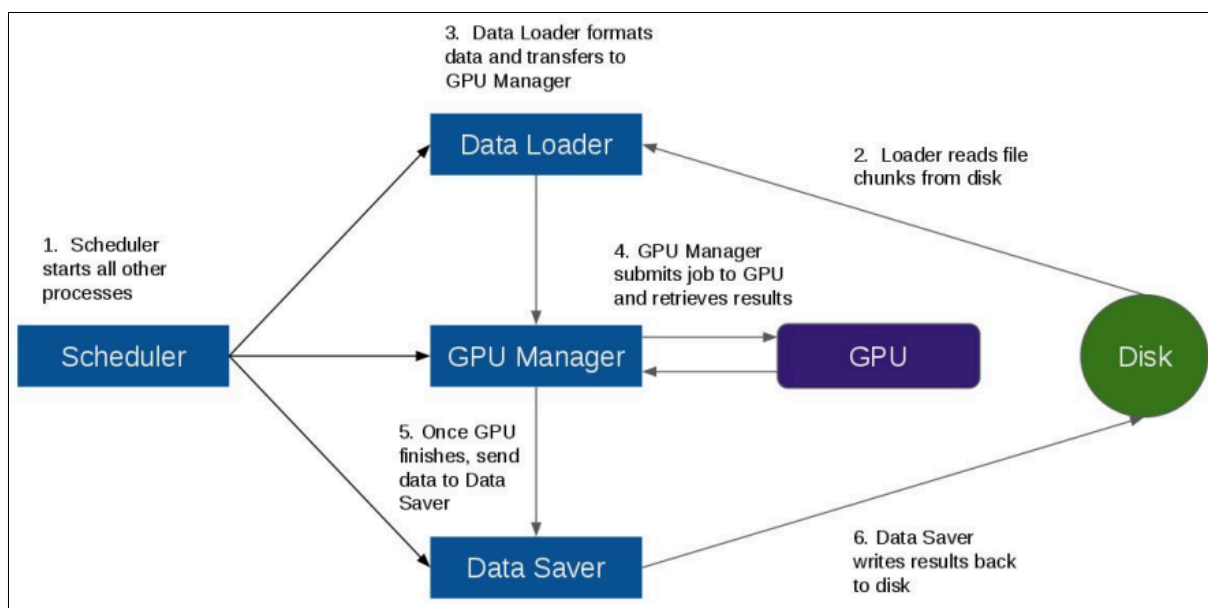 3. Data Loader formats
data and transfers to
GPU Manager
Data Loader
2. Loader reads file
chunks from disk
1. Scheduler
starts all other
processes
4. GPU Manager
submits job to GPU
and retrieves results
Scheduler
GPU Manager
GPU
Disk
5. Once GPU
finishes, send
data to Data
Saver
Data Saver
6. Data Saver
writes results back
to disk